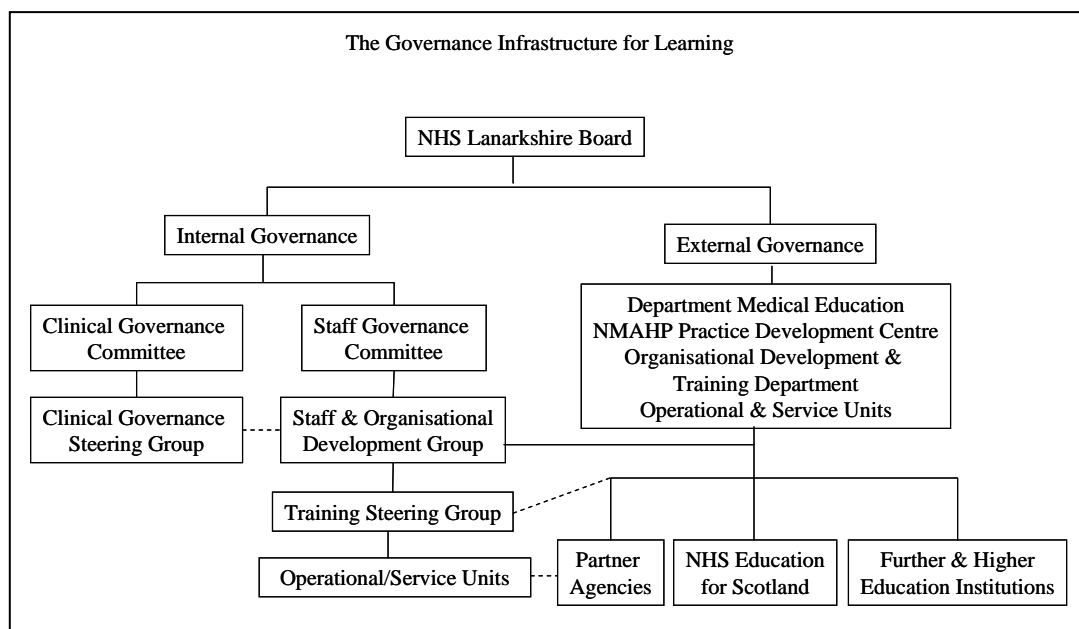 The Governance Infrastructure for Learning
NHS Lanarkshire Board
Internal Governance
External Governance
Clinical Governance
Committee
Staff Governance
Committee
Department Medical Education
NMAHP Practice Development Centre
Organisational Development &
Training Department
Operational & Service Units
Clinical Governance
Steering Group
Staff & Organisational
Development Group
Training Steering Group
Operational/Service Units
Partner
Agencies
NHS Education
for Scotland
Further & Higher
Education Institutions